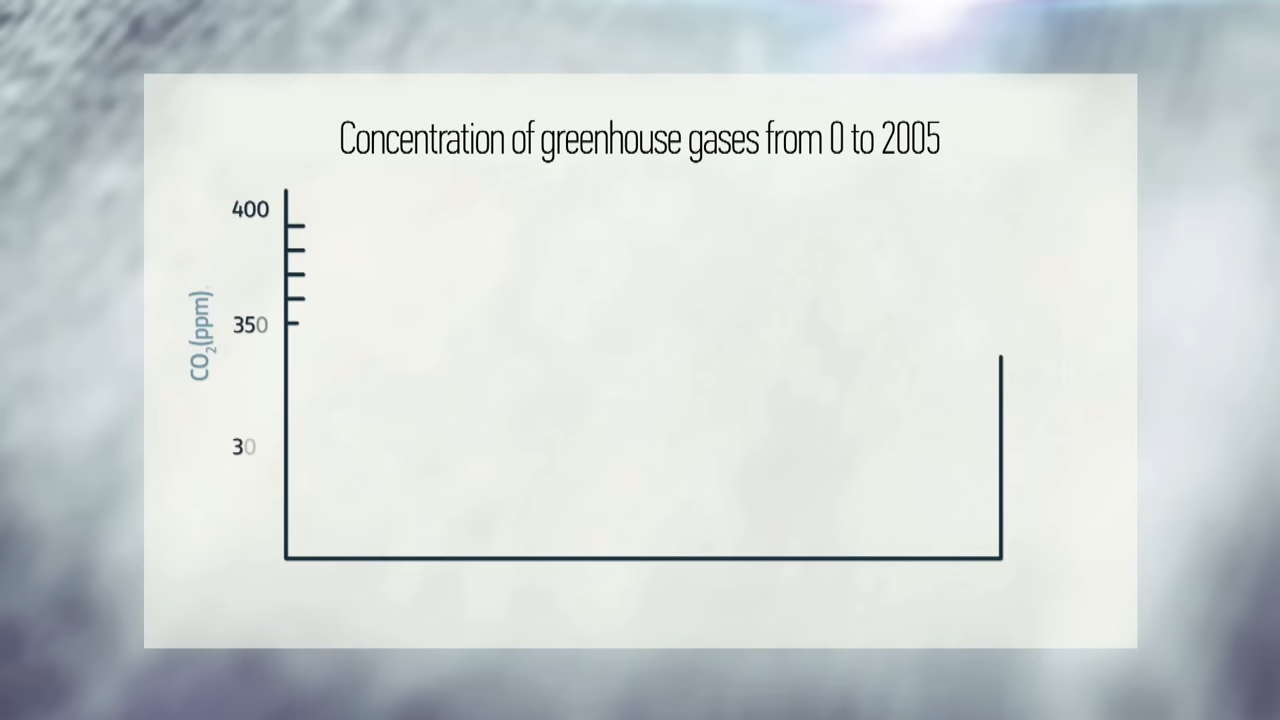 Concentration of greenhouse gases from 0 to 2005
400
CO₂(ppm)
350
30